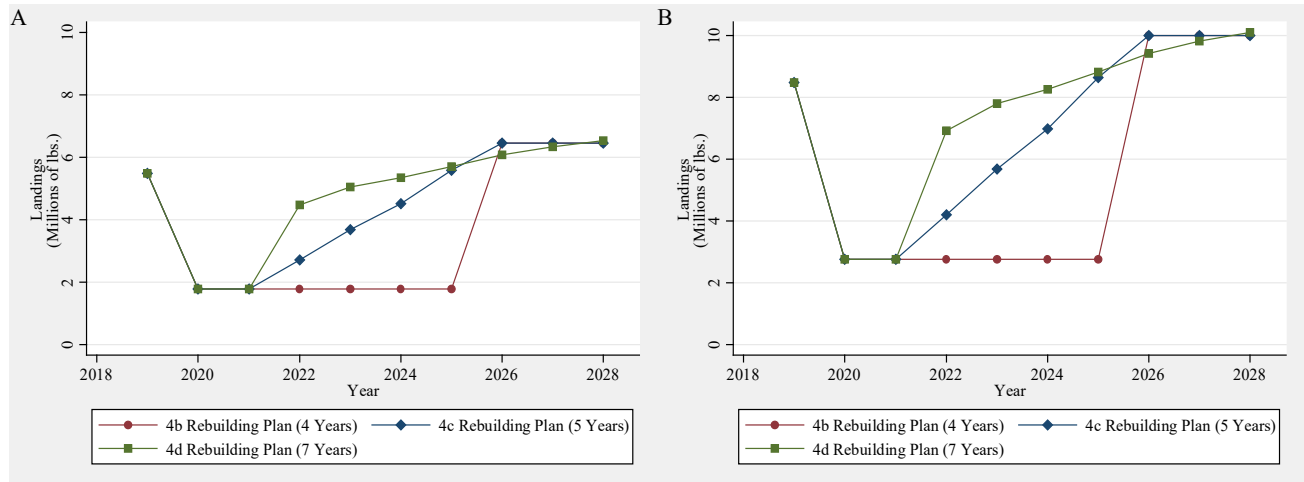 A
10
8
6
4
2
0
Landings
(Millions of lbs.)
2018 2020 2022 2024 2026 2028
Year
4b Rebuilding Plan (4 Years) 4c Rebuilding Plan (5 Years)
4d Rebuilding Plan (7 Years)
B
10
8
6
4
2
0
Landings
(Millions of lbs.)
2018 2020 2022 2024 2026 2028
Year
4b Rebuilding Plan (4 Years) 4c Rebuilding Plan (5 Years)
4d Rebuilding Plan (7 Years)